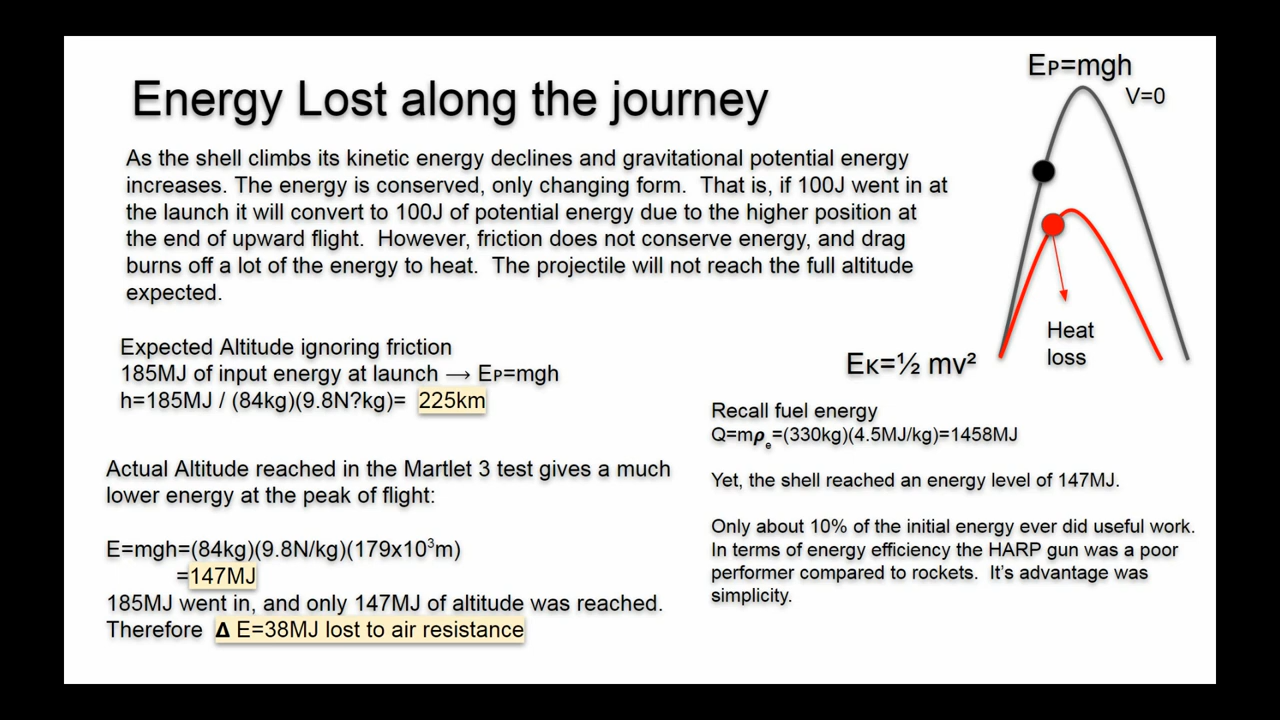 Energy Lost along the journey
EP=mgh
V=0
As the shell climbs its kinetic energy declines and gravitational potential energy
increases. The energy is conserved, only changing form.  That is, if 100J went in at
the launch it will convert to 100J of potential energy due to the higher position at
the end of upward flight.  However, friction does not conserve energy, and drag
burns off a lot of the energy to heat.  The projectile will not reach the full altitude
expected.
Heat
loss
EK=½ mv²
Expected Altitude ignoring friction
185MJ of input energy at launch → EP=mgh
h=185MJ / (84kg)(9.8N?kg)=  225km
Actual Altitude reached in the Martlet 3 test gives a much
lower energy at the peak of flight:
E=mgh=(84kg)(9.8N/kg)(179x10³m)
=147MJ
185MJ went in, and only 147MJ of altitude was reached.
Therefore  Δ E=38MJ lost to air resistance
Recall fuel energy
Q=mρₑ=(330kg)(4.5MJ/kg)=1458MJ
Yet, the shell reached an energy level of 147MJ.
Only about 10% of the initial energy ever did useful work.
In terms of energy efficiency the HARP gun was a poor
performer compared to rockets.  It's advantage was
simplicity.